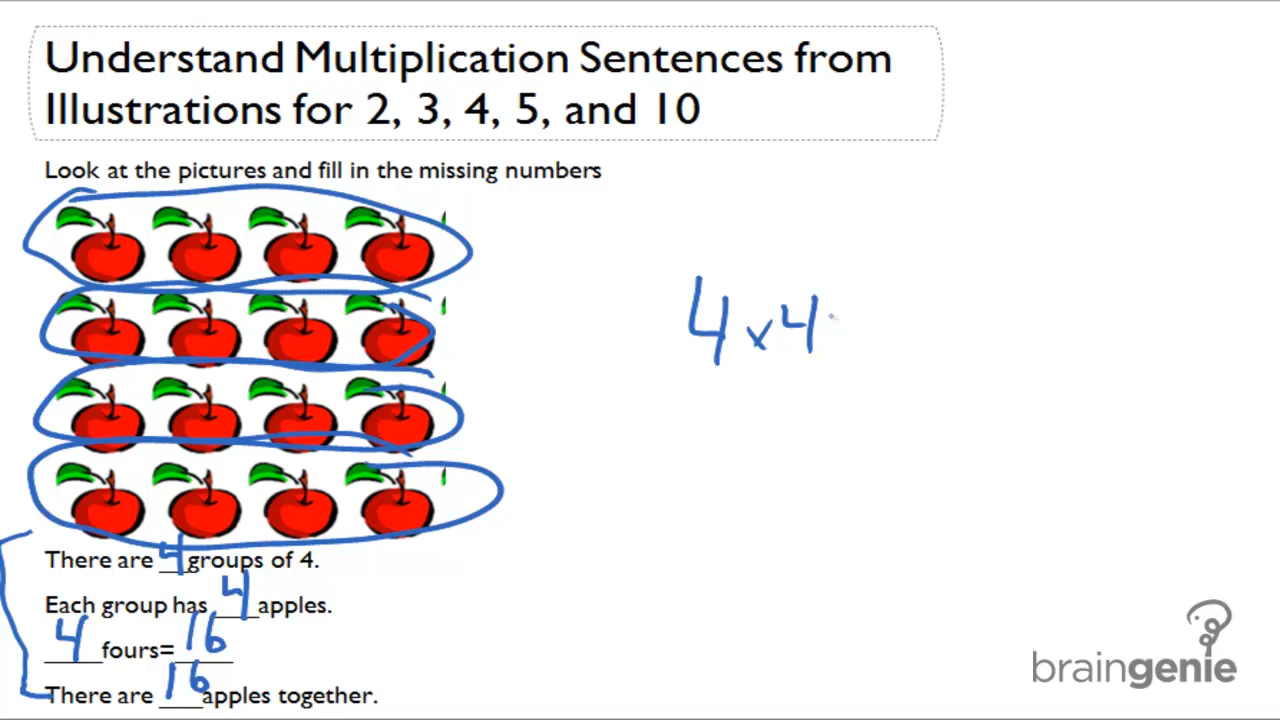 Understand Multiplication Sentences from
Illustrations for 2, 3, 4, 5, and 10
Look at the pictures and fill in the missing numbers
4 x 4
There are 4 groups of 4.
Each group has 4 apples.
4 fours= 16
There are 16 apples together.
braingenie